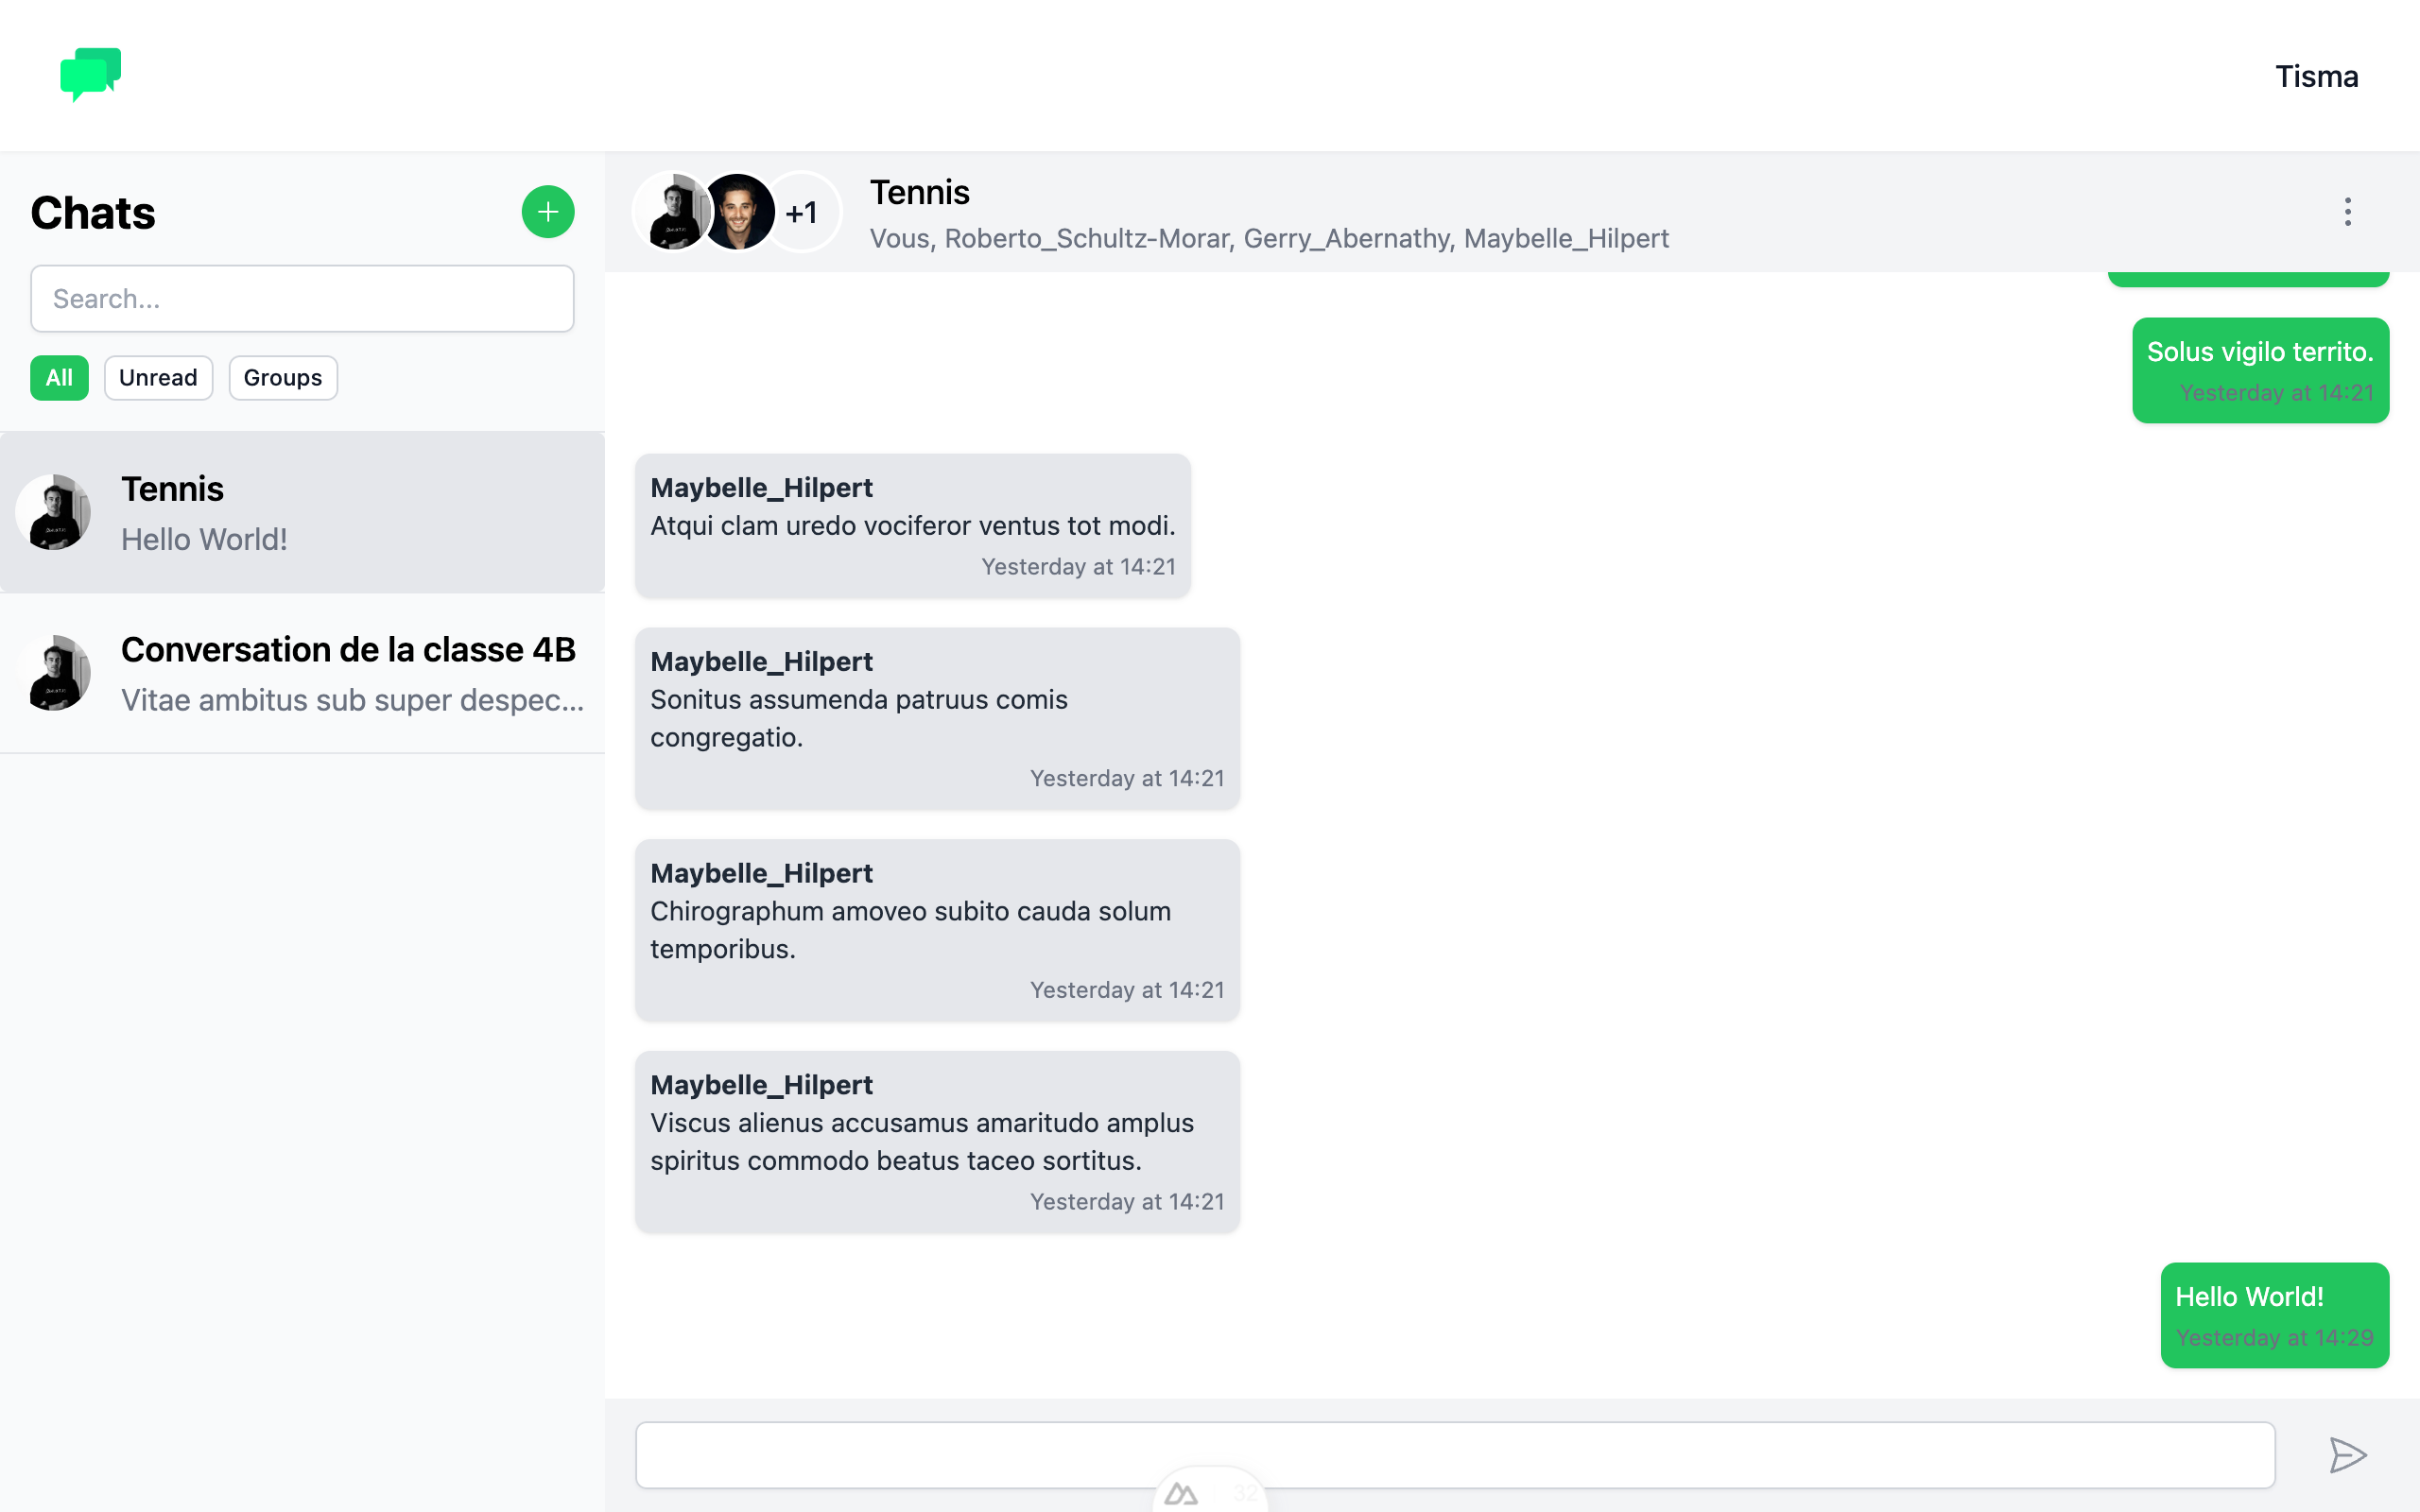 Tisma
Chats
Search...
All
Unread
Groups
Tennis
Hello World!
Conversation de la classe 4B
Vitae ambitus sub super despec...
+1
Tennis
Vous, Roberto_Schultz-Morar, Gerry_Abernathy, Maybelle_Hilpert
Solus vigilo territo.
Yesterday at 14:21
Maybelle_Hilpert
Atqui clam uredo vociferor ventus tot modi.
Yesterday at 14:21
Maybelle_Hilpert
Sonitus assumenda patruus comis
congregatio.
Yesterday at 14:21
Maybelle_Hilpert
Chirographum amoveo subito cauda solum
temporibus.
Yesterday at 14:21
Maybelle_Hilpert
Viscus alienus accusamus amaritudo amplus
spiritus commodo beatus taceo sortitus.
Yesterday at 14:21
Hello World!
Yesterday at 14:29
32